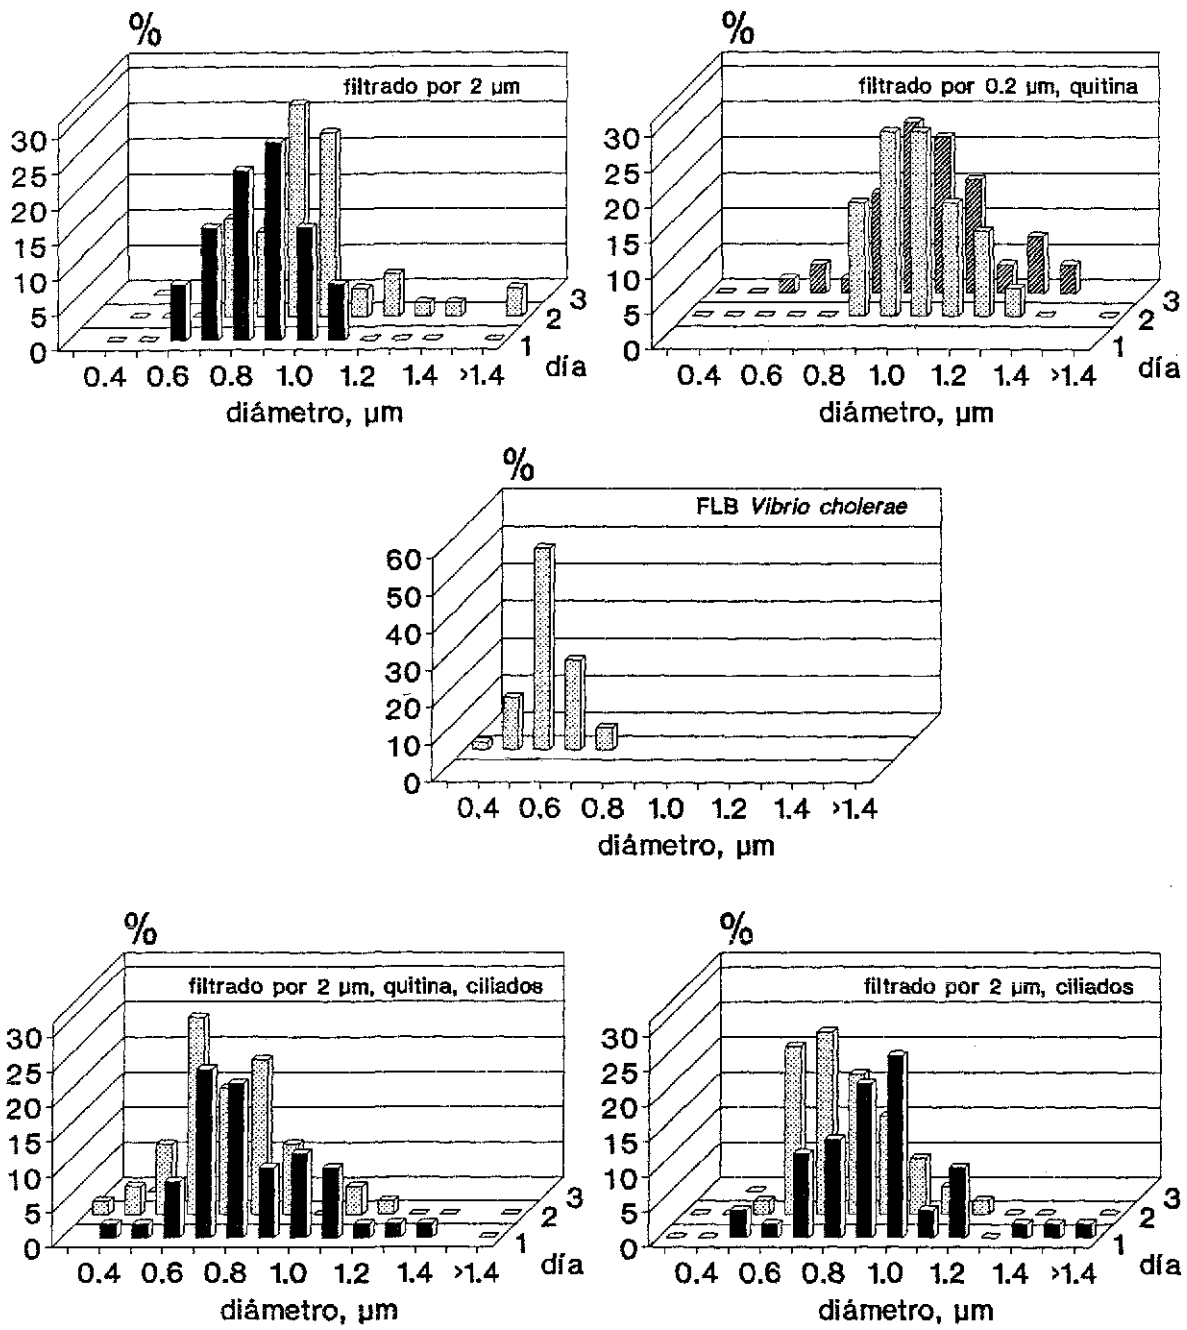 %
filtrado por 2 µm
30
25
20
15
10
5
0
0.4 0.6 0.8 1.0 1.2 1.4 >1.4
1
2
3
día
diámetro, µm
%
filtrado por 0.2 µm, quitina
30
25
20
15
10
5
0
0.4 0.6 0.8 1.0 1.2 1.4 >1.4
1
2
3
día
diámetro, µm
%
FLB Vibrio cholerae
60
50
40
30
20
10
0
0.4 0.6 0.8 1.0 1.2 1.4 >1.4
diámetro, µm
%
filtrado por 2 µm, quitina, ciliados
30
25
20
15
10
5
0
0.4 0.6 0.8 1.0 1.2 1.4 >1.4
1
2
3
día
diámetro, µm
%
filtrado por 2 µm, ciliados
30
25
20
15
10
5
0
0.4 0.6 0.8 1.0 1.2 1.4 >1.4
1
2
3
día
diámetro, µm